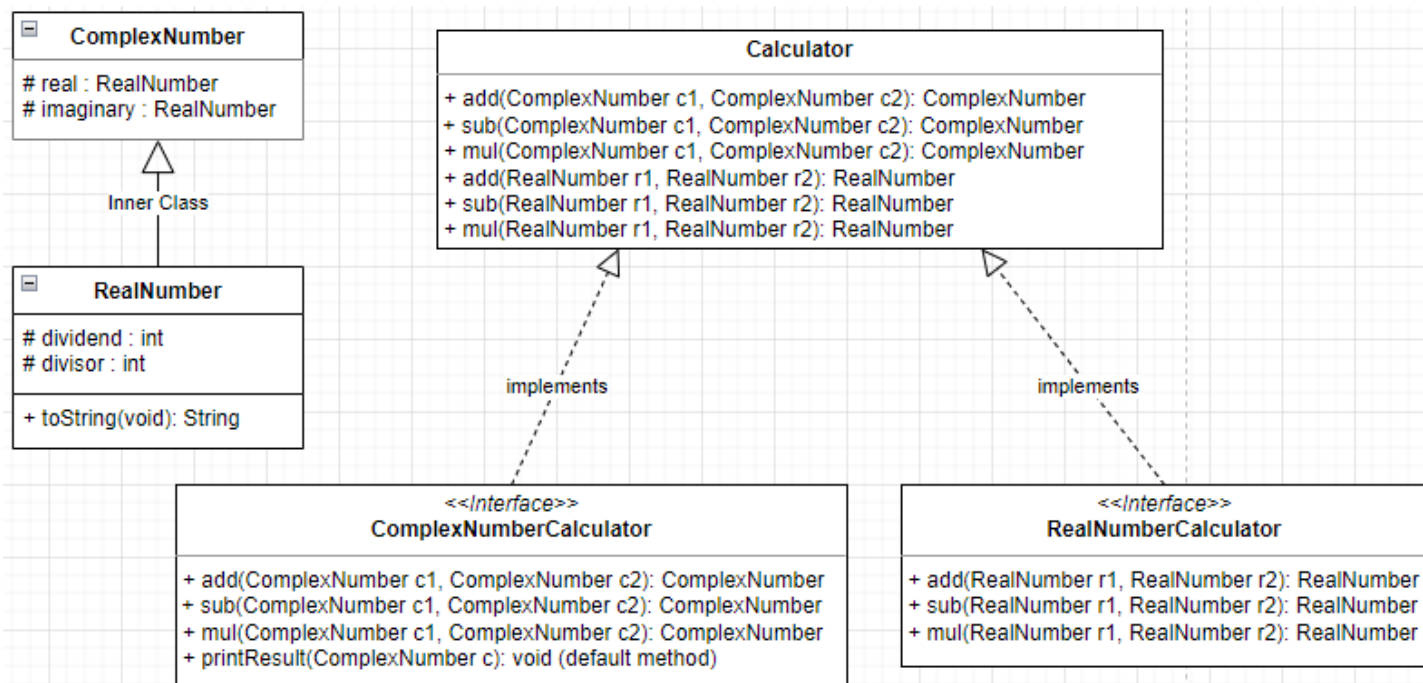 ComplexNumber
# real : RealNumber
# imaginary : RealNumber
Inner Class
RealNumber
# dividend : int
# divisor : int
+ toString(void): String
Calculator
+ add(ComplexNumber c1, ComplexNumber c2): ComplexNumber
+ sub(ComplexNumber c1, ComplexNumber c2): ComplexNumber
+ mul(ComplexNumber c1, ComplexNumber c2): ComplexNumber
+ add(RealNumber r1, RealNumber r2): RealNumber
+ sub(RealNumber r1, RealNumber r2): RealNumber
+ mul(RealNumber r1, RealNumber r2): RealNumber
implements
implements
<<Interface>>
ComplexNumberCalculator
+ add(ComplexNumber c1, ComplexNumber c2): ComplexNumber
+ sub(ComplexNumber c1, ComplexNumber c2): ComplexNumber
+ mul(ComplexNumber c1, ComplexNumber c2): ComplexNumber
+ printResult(ComplexNumber c): void (default method)
<<Interface>>
RealNumberCalculator
+ add(RealNumber r1, RealNumber r2): RealNumber
+ sub(RealNumber r1, RealNumber r2): RealNumber
+ mul(RealNumber r1, RealNumber r2): RealNumber